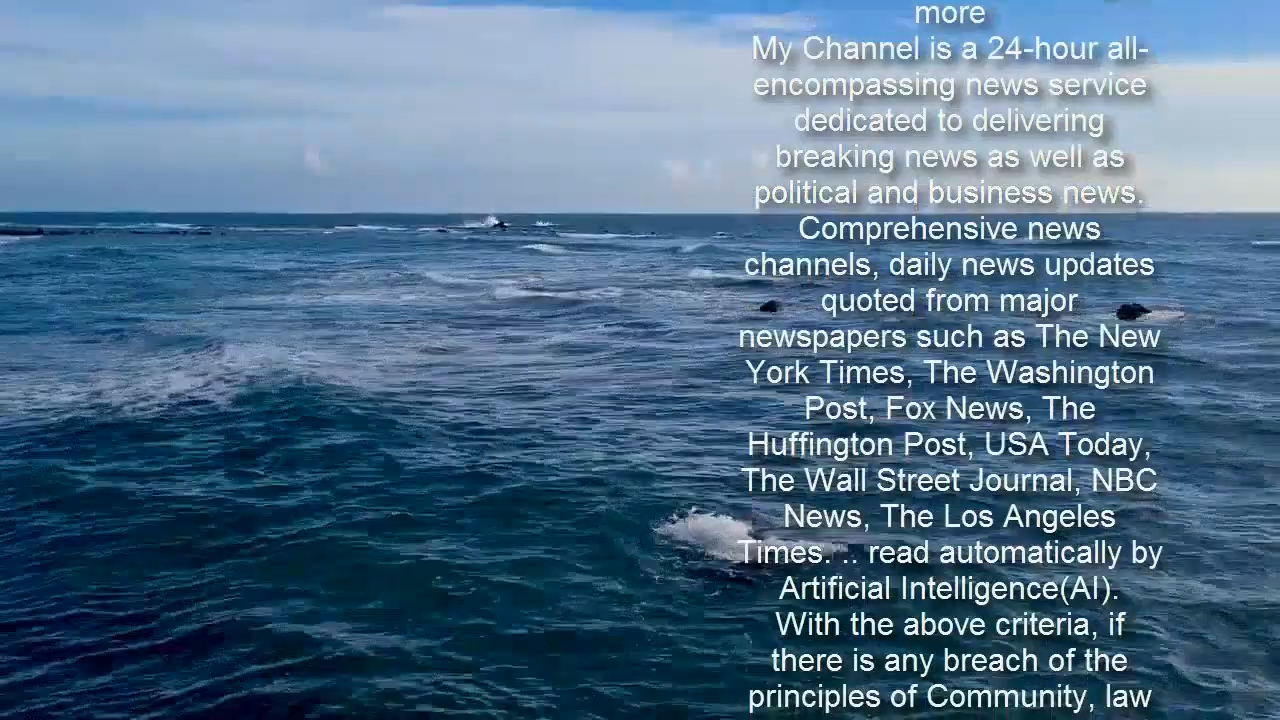 more
My Channel is a 24-hour all-
encompassing news service
dedicated to delivering
breaking news as well as
political and business news.
Comprehensive news
channels, daily news updates
quoted from major
newspapers such as The New
York Times, The Washington
Post, Fox News, The
Huffington Post, USA Today,
The Wall Street Journal, NBC
News, The Los Angeles
Times. .. read automatically by
Artificial Intelligence(AI).
With the above criteria, if
there is any breach of the
principles of Community, law